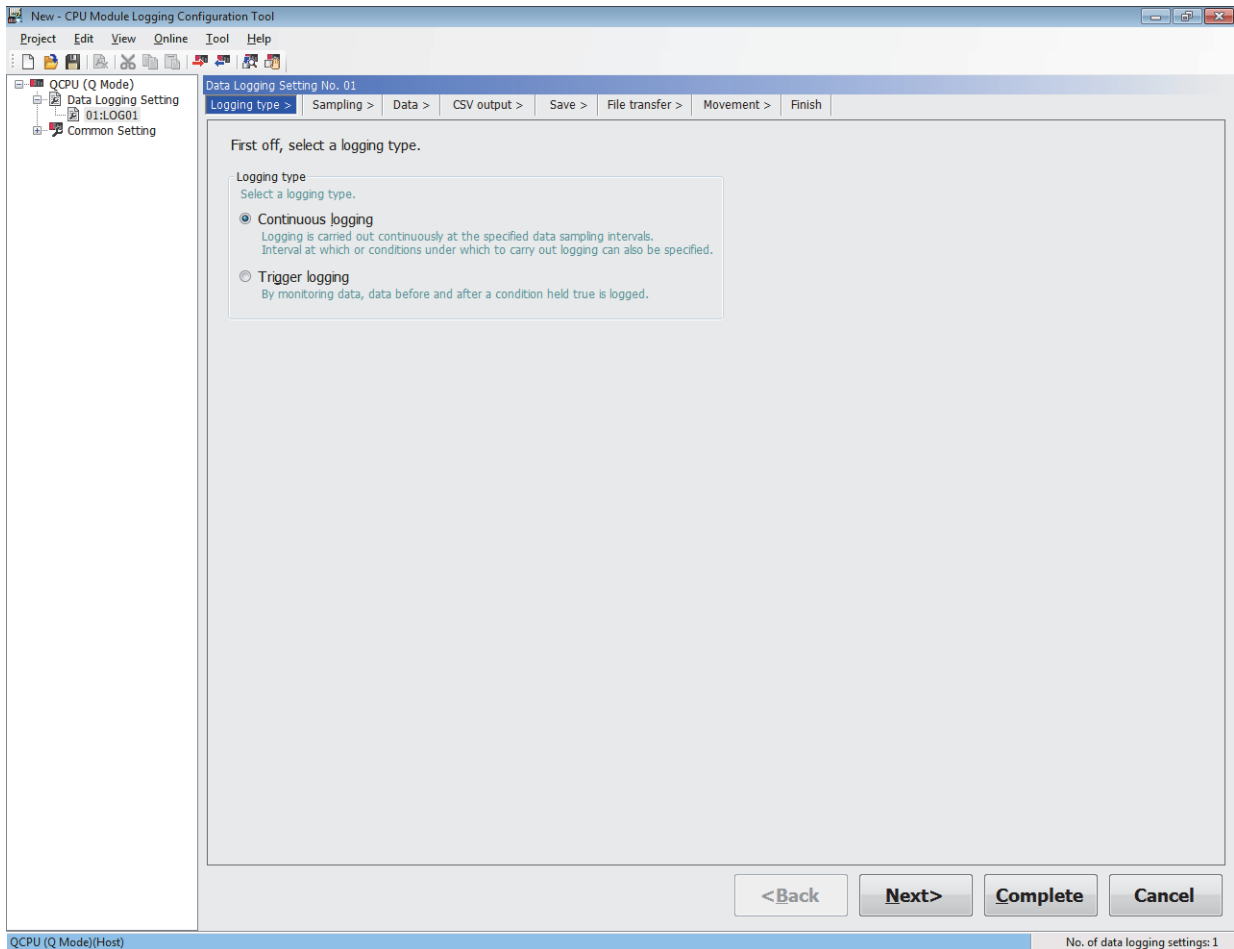 New - CPU Module Logging Configuration Tool
Project Edit View Online Tool Help
QCPU (Q Mode)
Data Logging Setting
01:LOG01
Common Setting
Data Logging Setting No. 01
Logging type > Sampling > Data > CSV output > Save > File transfer > Movement > Finish
First off, select a logging type.
Logging type
Select a logging type.
Continuous logging
Logging is carried out continuously at the specified data sampling intervals.
Interval at which or conditions under which to carry out logging can also be specified.
Trigger logging
By monitoring data, data before and after a condition held true is logged.
<Back Next> Complete Cancel
QCPU (Q Mode)(Host) No. of data logging settings: 1